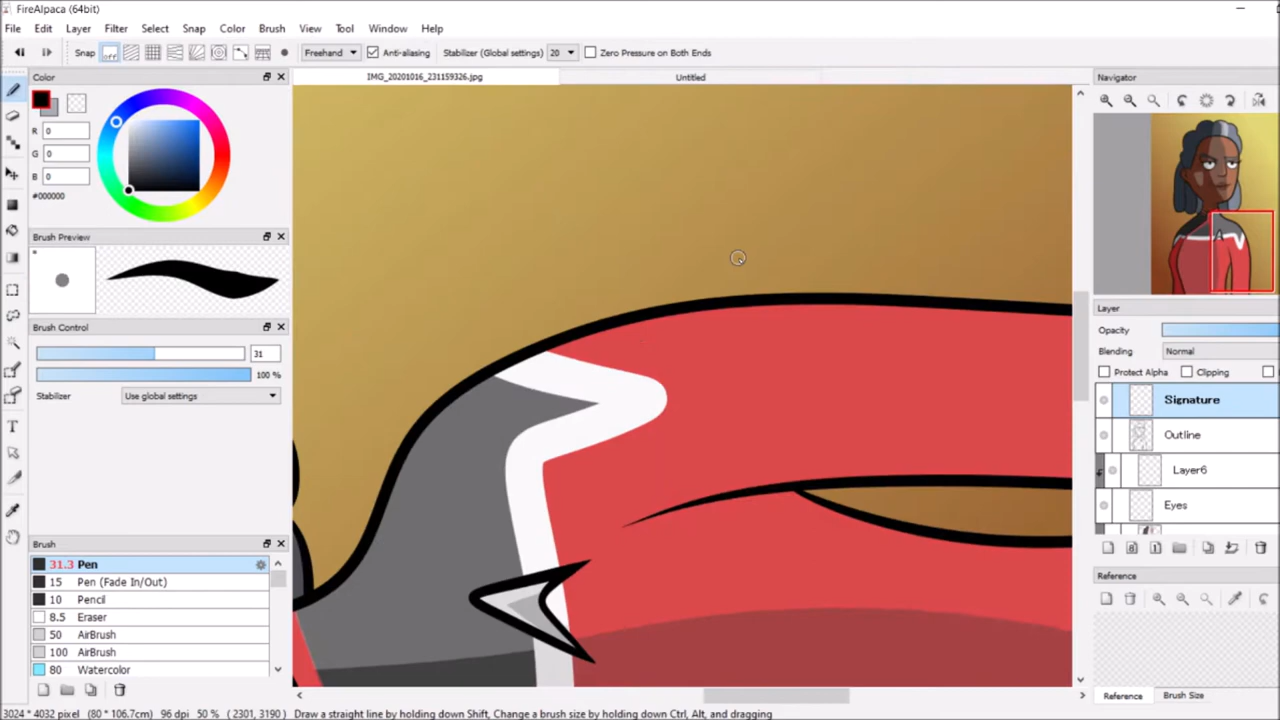 FireAlpaca (64bit)
File Edit Layer Filter Select Snap Color Brush View Tool Window Help
Snap off Freehand Anti-aliasing Stabilizer (Global settings) 20 Zero Pressure on Both Ends
Color
IMG_20201016_231159326.jpg
Untitled
Navigator
R 0
G 0
B 0
#000000
Brush Preview
Brush Control
31
100 %
Stabilizer Use global settings
Brush
31.3 Pen
15 Pen (Fade In/Out)
10 Pencil
8.5 Eraser
50 AirBrush
100 AirBrush
80 Watercolor
Layer
Opacity
Blending Normal
Protect Alpha Clipping
Signature
Outline
Layer6
Eyes
Reference
Reference Brush Size
3024 * 4032 pixel (80 * 106.7cm) 96 dpi 50 % (2301, 3190) Draw a straight line by holding down Shift, Change a brush size by holding down Ctrl, Alt, and dragging